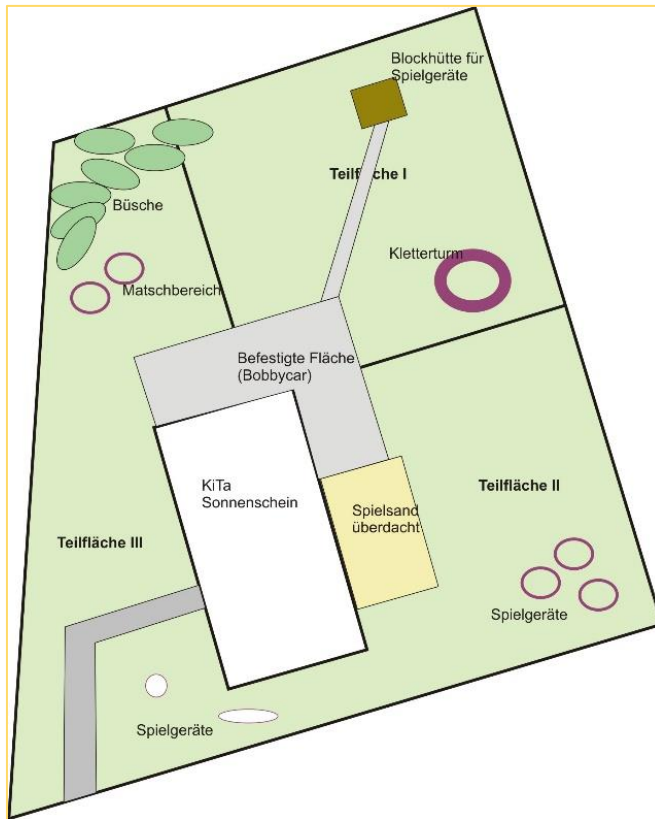 Blockhütte für
Spielgeräte
Teilfläche I
Büsche
Kletterturm
Matschbereich
Befestigte Fläche
(Bobbycar)
KiTa
Sonnenschein
Teilfläche II
Spielsand
überdacht
Teilfläche III
Spielgeräte
Spielgeräte